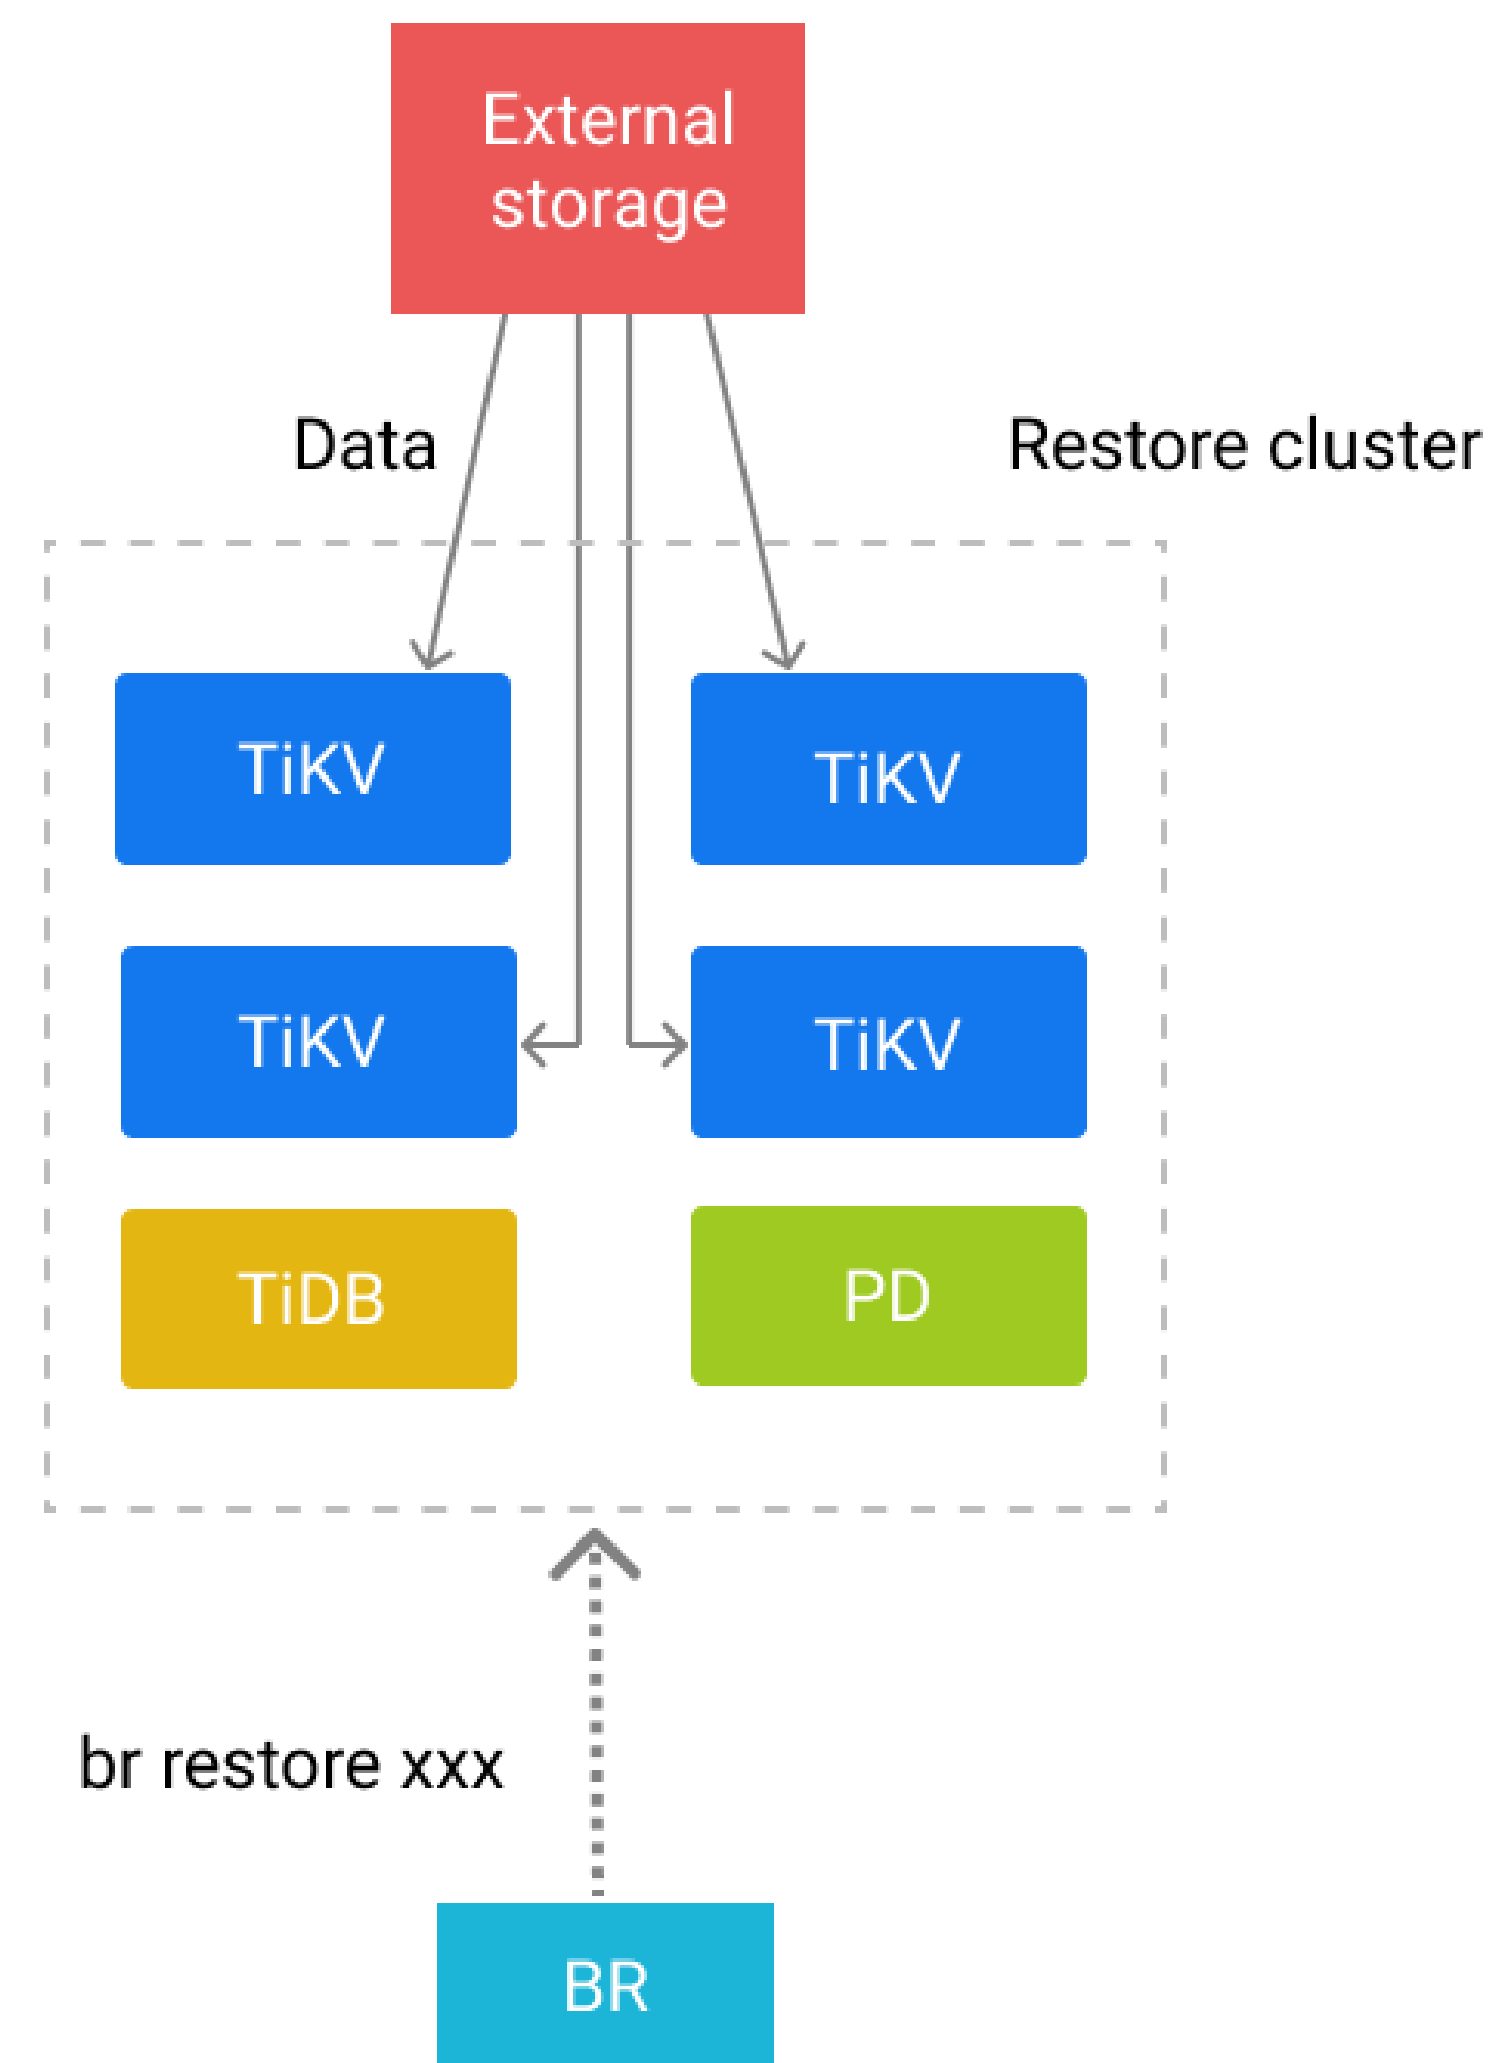 External
storage
Data
Restore cluster
TiKV
TiKV
TiKV
TiKV
TiDB
PD
br restore xxx
BR